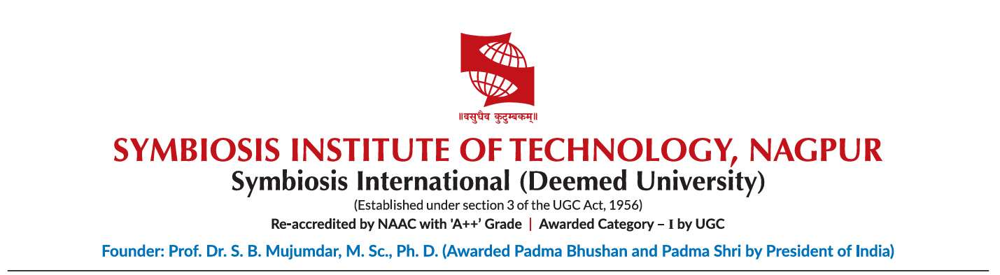 ॥वसुधैव कुटुम्बकम्॥
SYMBIOSIS INSTITUTE OF TECHNOLOGY, NAGPUR
Symbiosis International (Deemed University)
(Established under section 3 of the UGC Act, 1956)
Re-accredited by NAAC with 'A++’ Grade | Awarded Category – I by UGC
Founder: Prof. Dr. S. B. Mujumdar, M. Sc., Ph. D. (Awarded Padma Bhushan and Padma Shri by President of India)